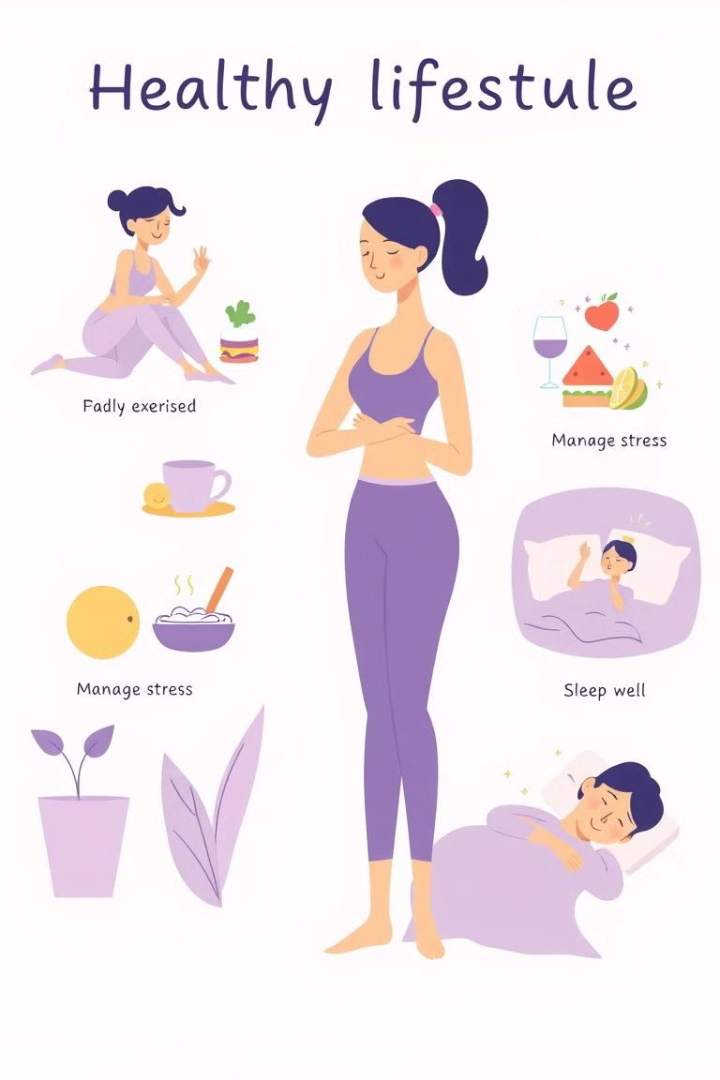 Healthy lifestule
Fadly exerised
Manage stress
Manage stress
Sleep well